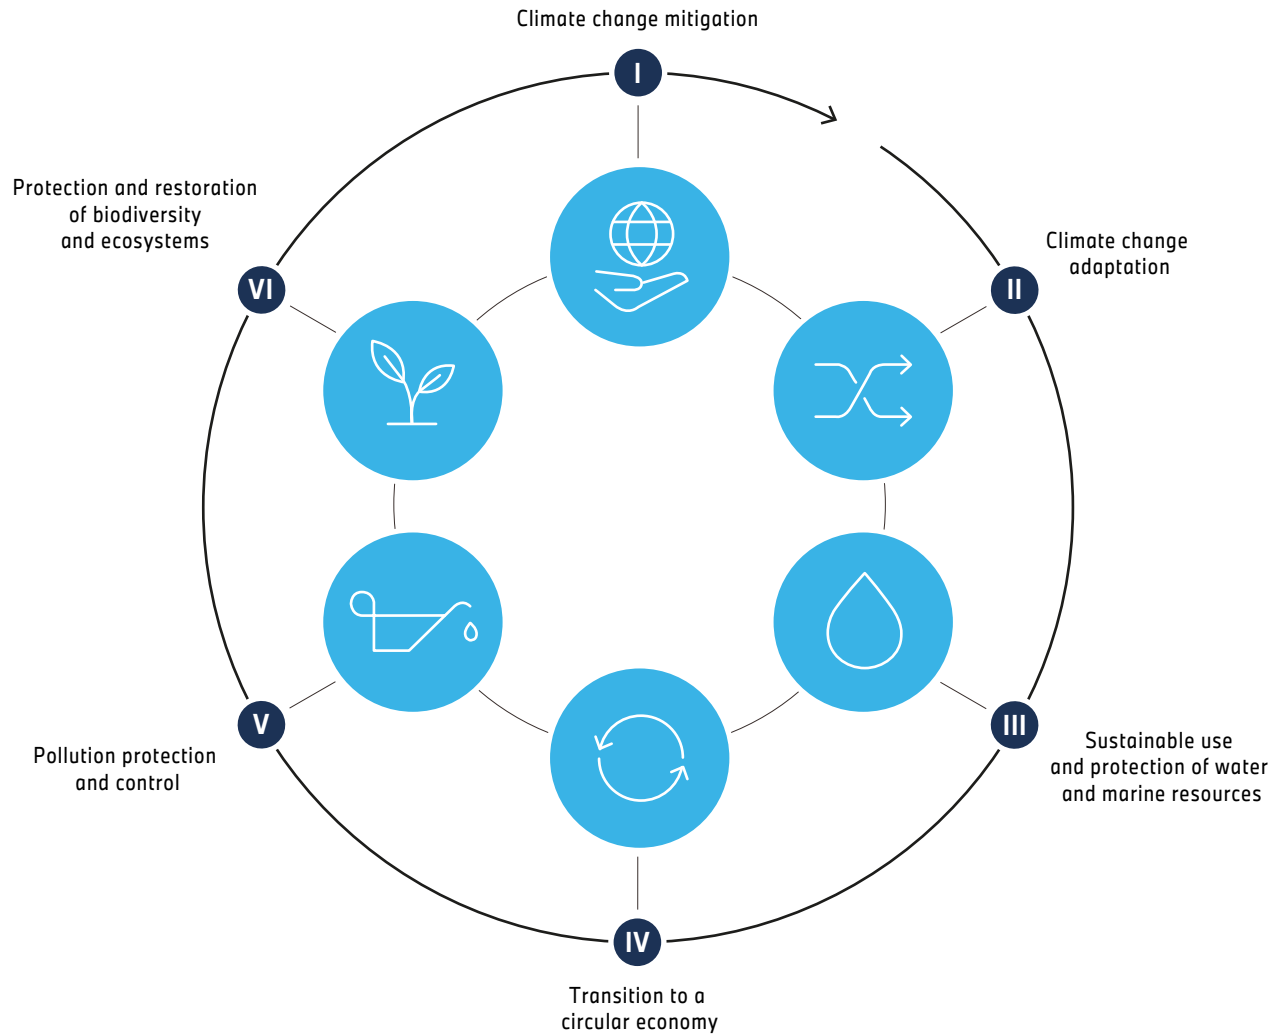 Climate change mitigation
I
Climate change
adaptation
II
III
Sustainable use
and protection of water
and marine resources
IV
Transition to a
circular economy
V
Pollution protection
and control
Protection and restoration
of biodiversity
and ecosystems
VI